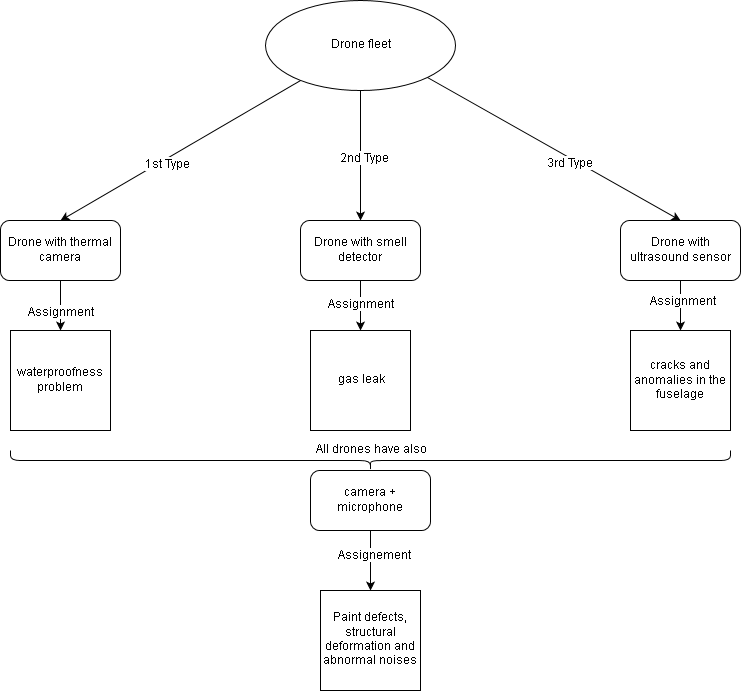 Drone fleet
1st Type
2nd Type
3rd Type
Drone with thermal
camera
Drone with smell
detector
Drone with
ultrasound sensor
Assignment
Assignment
Assignment
waterproofness
problem
gas leak
cracks and
anomalies in the
fuselage
All drones have also
camera +
microphone
Assignement
Paint defects,
structural
deformation and
abnormal noises